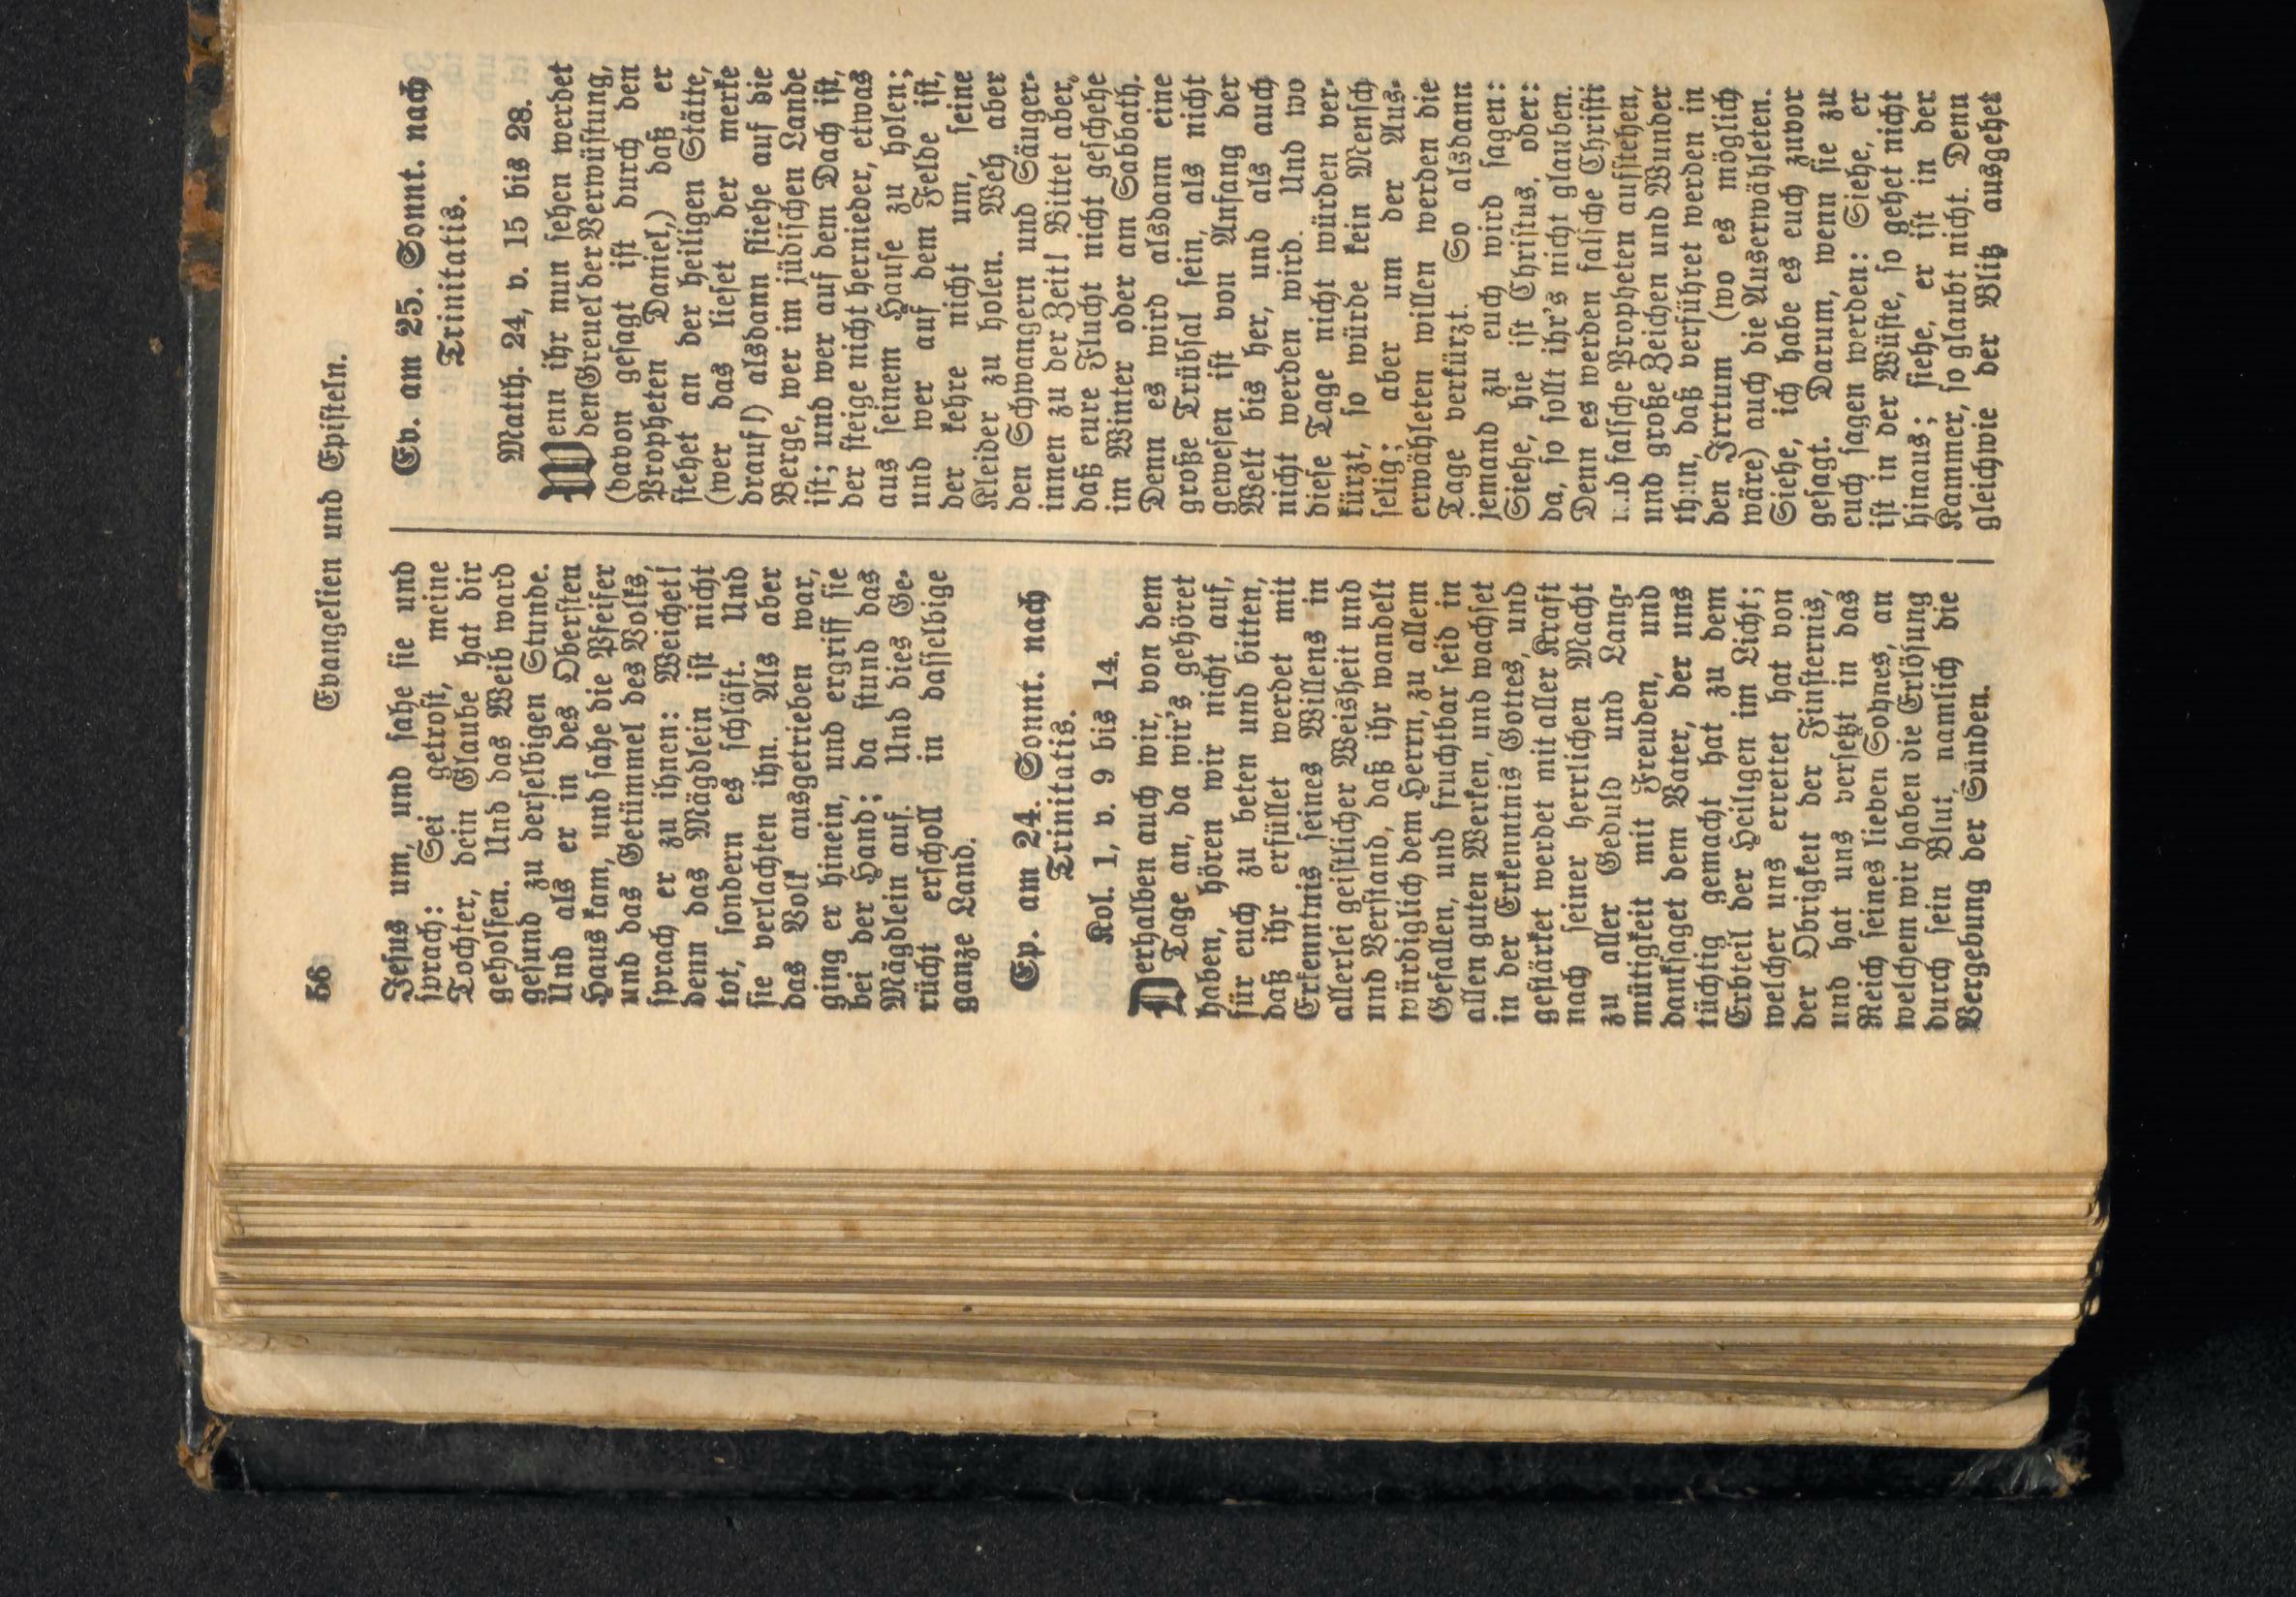 56
Evangelien und Episteln.
Jesus um, und sahe sie und
sprach: Sei getrost, meine
Tochter, dein Glaube hat dir
geholfen. Und das Weib ward
gesund zu derselbigen Stunde.
Und als er in des Obersten
Haus kam, und sahe die Pfeifer
und das Getümmel des Volks,
sprach er zu ihnen: Weichet!
denn das Mägdlein ist nicht
tot, sondern es schläft. Und
sie verlachten ihn. Als aber
das Volk ausgetrieben war,
ging er hinein, und ergriff sie
bei der Hand; da stund das
Mägdlein auf. Und dies Ge-
rücht erscholl in dasselbige
ganze Land.
Ep. am 24. Sonnt. nach
Trinitatis.
Kol. 1, v. 9 bis 14.
Derhalben auch wir, von dem
Tage an, da wir's gehöret
haben, hören wir nicht auf,
für euch zu beten und bitten,
daß ihr erfüllet werdet mit
Erkenntnis seines Willens in
allerlei geistlicher Weisheit und
und Verstand, daß ihr wandelt
würdiglich dem Herrn, zu allem
Gefallen, und fruchtbar seid in
allen guten Werken, und wachset
in der Erkenntnis Gottes, und
gestärket werdet mit aller Kraft
nach seiner herrlichen Macht
zu aller Geduld und Lang-
mütigkeit mit Freuden, und
danksaget dem Vater, der uns
tüchtig gemacht hat zu dem
Erbteil der Heiligen im Licht;
welcher uns errettet hat von
der Obrigkeit der Finsternis,
und hat uns versetzt in das
Reich seines lieben Sohnes, an
welchem wir haben die Erlösung
durch sein Blut, namlich die
Vergebung der Sünden.
Ev. am 25. Sonnt. nach
Trinitatis.
Matth. 24, v. 15 bis 28.
Wenn ihr nun sehen werdet
den Greuel der Verwüstung,
(davon gesagt ist durch den
Propheten Daniel,) daß er
stehet an der heiligen Stätte,
(wer das lieset der merke
drauf!) alsdann fliehe auf die
Berge, wer im jüdischen Lande
ist; und wer auf dem Dach ist,
der steige nicht hernieder, etwas
aus seinem Hause zu holen;
und wer auf dem Felde ist,
der kehre nicht um, seine
Kleider zu holen. Weh aber
den Schwangern und Säuger-
innen zu der Zeit! Bittet aber,
daß eure Flucht nicht geschehe
im Winter oder am Sabbath.
Denn es wird alsdann eine
große Trübsal sein, als nicht
gewesen ist von Anfang der
Welt bis her, und als auch
nicht werden wird. Und wo
diese Tage nicht würden ver-
kürzt, so würde kein Mensch
selig; aber um der Aus-
erwähleten willen werden die
Tage verkürzt. So alsdann
jemand zu euch wird sagen:
Siehe, hie ist Christus, oder:
da, so sollt ihr's nicht glauben.
Denn es werden falsche Christi
und falsche Propheten aufstehen,
und große Zeichen und Wunder
thun, daß verführet werden in
den Irrtum (wo es möglich
wäre) auch die Auserwähleten.
Siehe, ich habe es euch zuvor
gesagt. Darum, wenn sie zu
euch sagen werden: Siehe, er
ist in der Wüste, so gehet nicht
hinaus; siehe, er ist in der
Kammer, so glaubt nicht. Denn
gleichwie der Blitz ausgehet